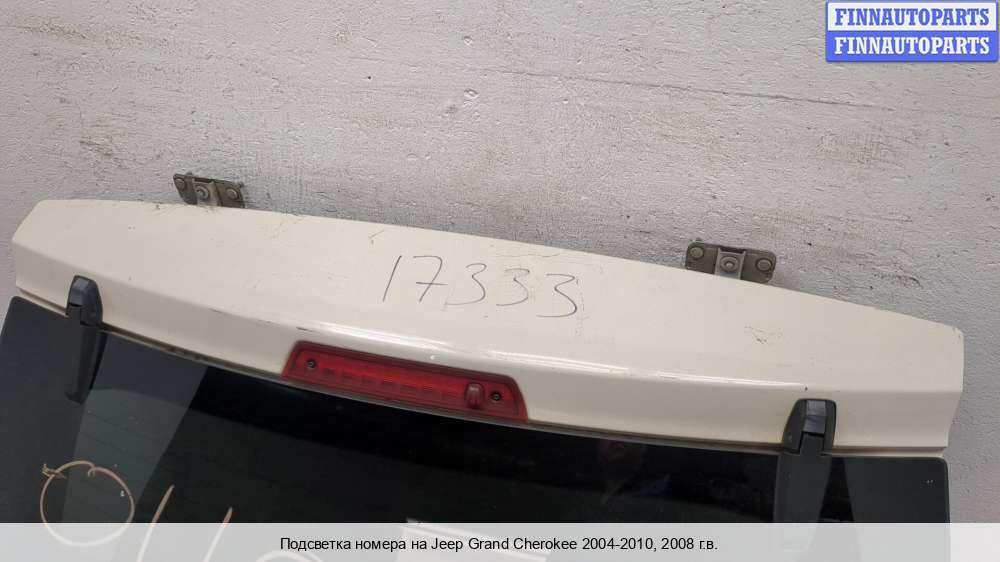 FINNAUTOPARTS
FINNAUTOPARTS
17333
Подсветка номера на Jeep Grand Cherokee 2004-2010, 2008 г.в.